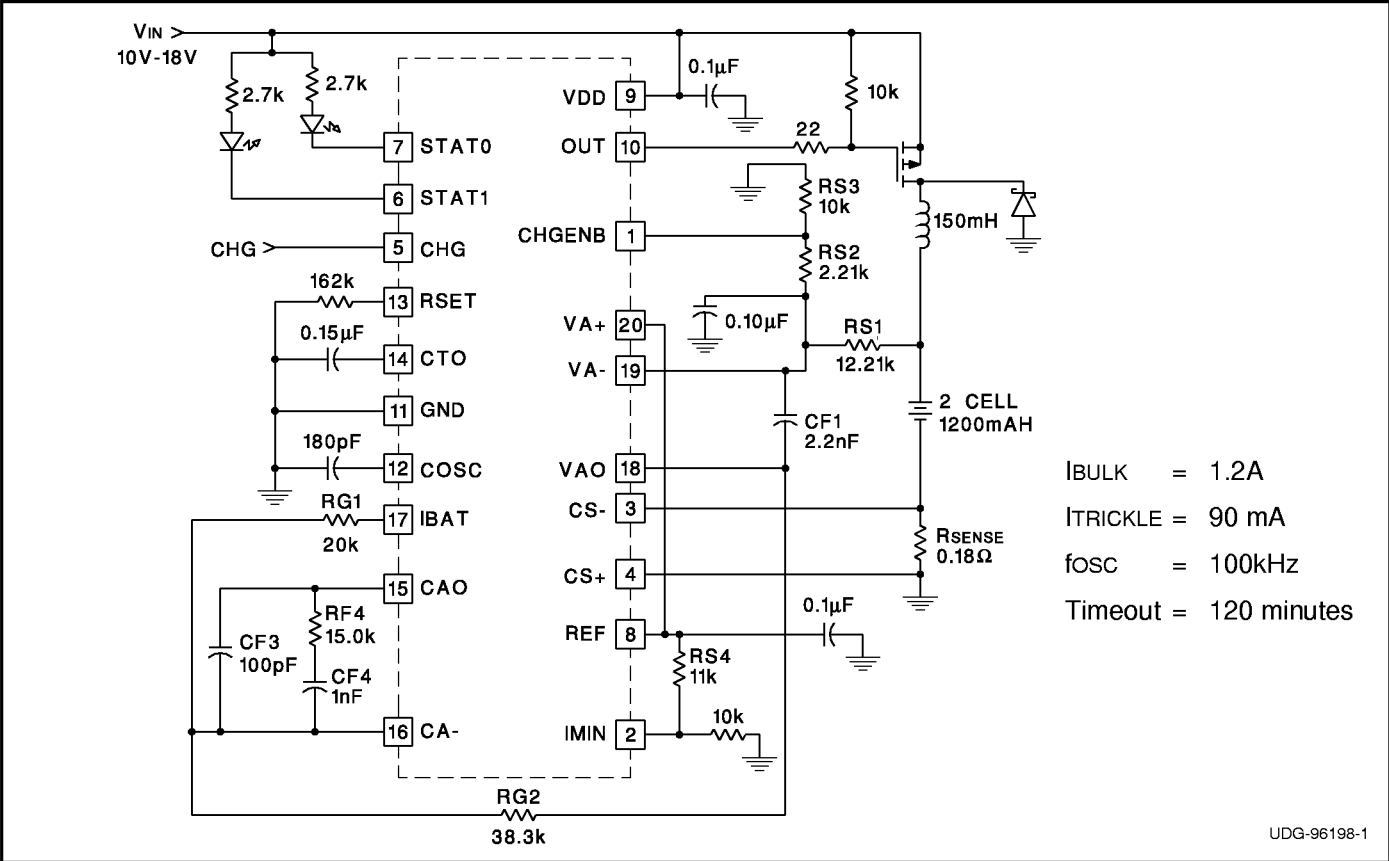 VIN
10V-18V
2.7k
2.7k
0.1µF
10k
VDD
9
OUT
10
22
7
STAT0
6
STAT1
RS3
10k
150mH
CHGENB
1
CHG
5
CHG
RS2
2.21k
162k
13
RSET
0.10µF
0.15µF
14
CTO
VA+
20
VA-
19
RS1
12.21k
11
GND
2 CELL
1200mAH
CF1
2.2nF
180pF
12
COSC
VAO
18
IBULK = 1.2A
CS-
3
RG1
20k
17
IBAT
ITRICKLE = 90 mA
RSENSE
0.18Ω
fOSC = 100kHz
CS+
4
15
CAO
Timeout = 120 minutes
0.1µF
RF4
15.0k
REF
8
CF3
100pF
RS4
11k
CF4
1nF
16
CA-
IMIN
2
10k
RG2
38.3k
UDG-96198-1